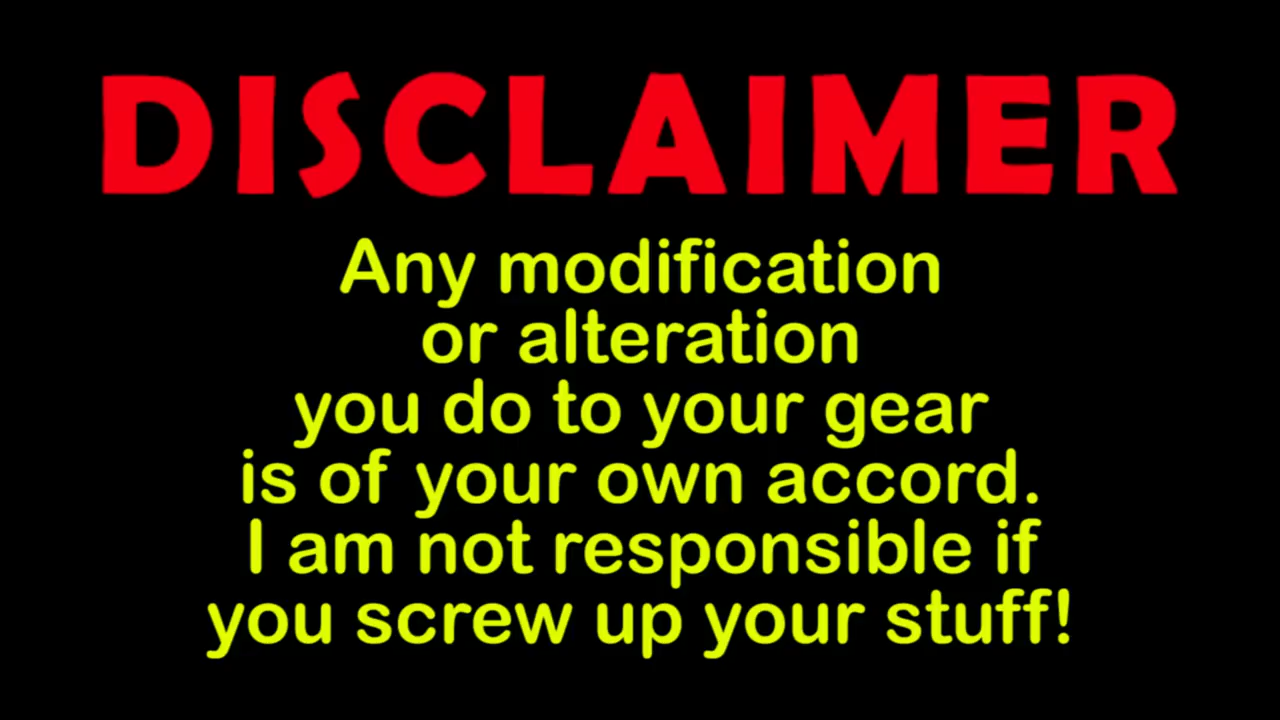 DISCLAIMER
Any modification
or alteration
you do to your gear
is of your own accord.
I am not responsible if
you screw up your stuff!